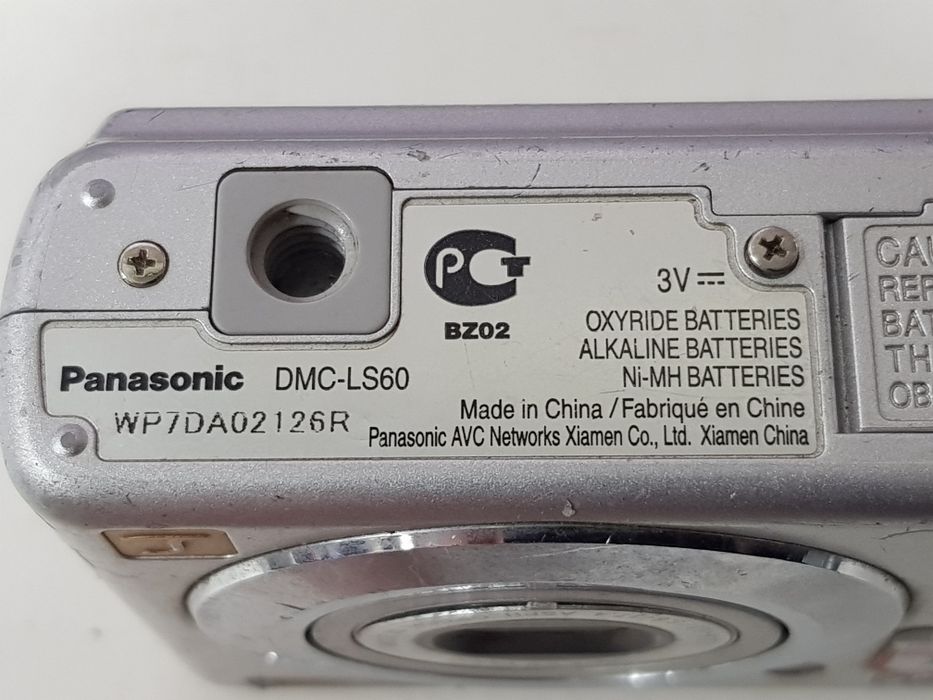 РСТ
BZ02
3V
OXYRIDE BATTERIES
ALKALINE BATTERIES
Ni-MH BATTERIES
Panasonic DMC-LS60
WP7DA02126R
Made in China / Fabriqué en Chine
Panasonic AVC Networks Xiamen Co., Ltd. Xiamen China